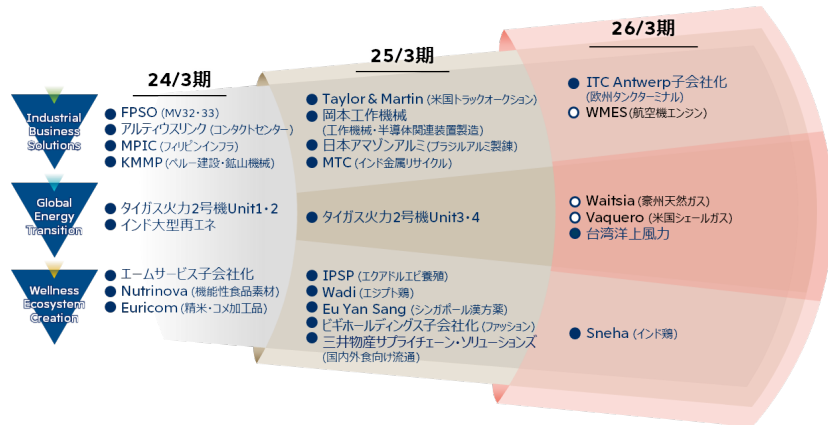 24/3期
25/3期
26/3期
Industrial
Business
Solutions
FPSO (MV32・33)
アルティウスリンク (コンタクトセンター)
MPIC (フィリピンインフラ)
KMMP (ペルー建設・鉱山機械)
Taylor & Martin (米国トラックオークション)
岡本工作機械
(工作機械・半導体関連装置製造)
日本アマゾンアルミ (ブラジルアルミ製錬)
MTC (インド金属リサイクル)
ITC Antwerp子会社化
(欧州タンクターミナル)
WMES (航空機エンジン)
Global
Energy
Transition
タイガス火力2号機Unit1・2
インド大型再エネ
タイガス火力2号機Unit3・4
Waitsia (豪州天然ガス)
Vaquero (米国シェールガス)
台湾洋上風力
Wellness
Ecosystem
Creation
エームサービス子会社化
Nutrinova (機能性食品素材)
Euricom (精米・コメ加工品)
IPSP (エクアドルエビ養殖)
Wadi (エジプト鶏)
Eu Yan Sang (シンガポール漢方薬)
ビギホールディングス子会社化 (ファッション)
三井物産サプライチェーン・ソリューションズ
(国内外食向け流通)
Sneha (インド鶏)